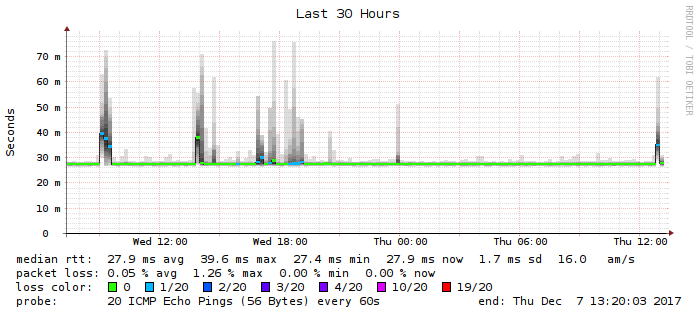 Last 30 Hours
RRDTOOL / TOBI OETIKER
Seconds
70 m
60 m
50 m
40 m
30 m
20 m
10 m
0
Wed 12:00 Wed 18:00 Thu 00:00 Thu 06:00 Thu 12:00
median rtt: 27.9 ms avg 39.6 ms max 27.4 ms min 27.9 ms now 1.7 ms sd 16.0 am/s
packet loss: 0.05 % avg 1.26 % max 0.00 % min 0.00 % now
loss color: 0 1/20 2/20 3/20 4/20 10/20 19/20
probe: 20 ICMP Echo Pings (56 Bytes) every 60s end: Thu Dec 7 13:20:03 2017